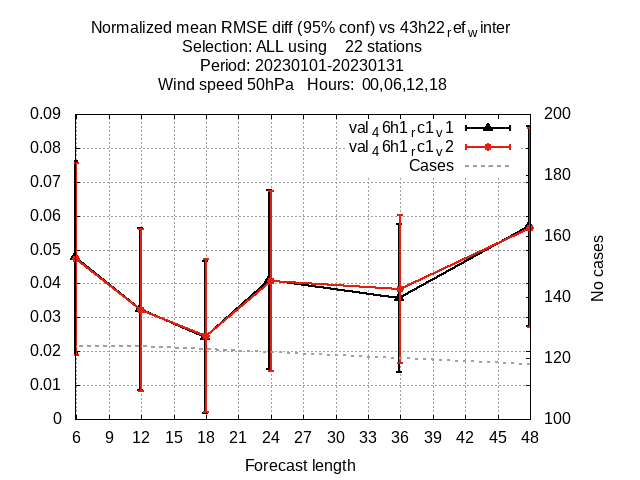 Normalized mean RMSE diff (95% conf) vs 43h22_ref_winter
Selection: ALL using 22 stations
Period: 20230101-20230131
Wind speed 50hPa Hours: 00,06,12,18
val_46h1_rc1_v1
val_46h1_rc1_v2
Cases
0.09
0.08
0.07
0.06
0.05
0.04
0.03
0.02
0.01
0
200
180
160
140
120
100
No cases
6 9 12 15 18 21 24 27 30 33 36 39 42 45 48
Forecast length